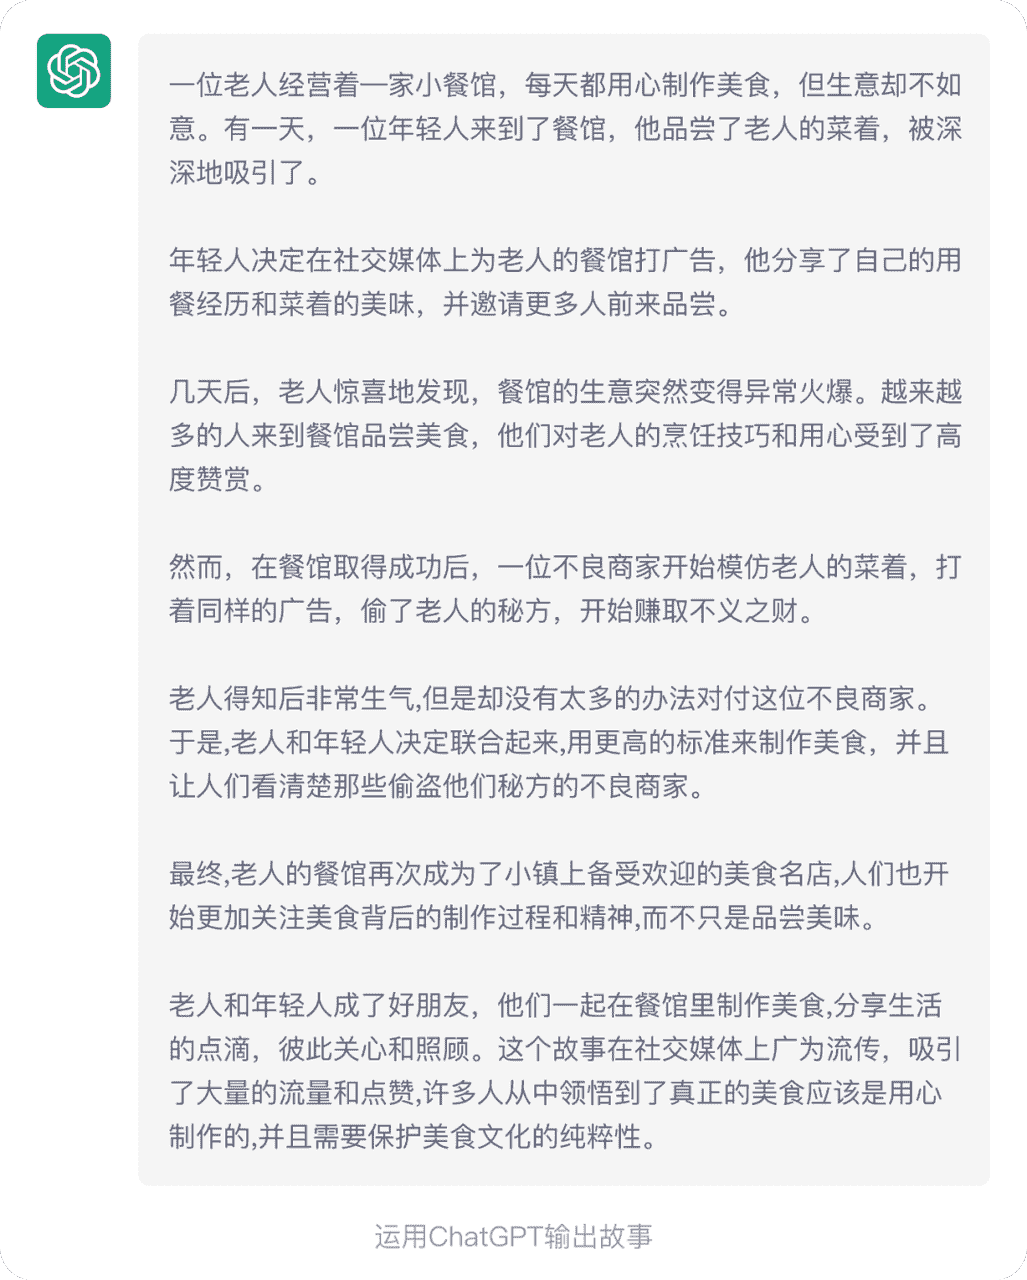 一位老人经营着一家小餐馆，每天都用心制作美食，但生意却不如
意。有一天，一位年轻人来到了餐馆，他品尝了老人的菜着，被深
深地吸引了。
年轻人决定在社交媒体上为老人的餐馆打广告，他分享了自己的用
餐经历和菜着的美味，并邀请更多人前来品尝。
几天后，老人惊喜地发现，餐馆的生意突然变得异常火爆。越来越
多的人来到餐馆品尝美食，他们对老人的烹饪技巧和用心受到了高
度赞赏。
然而，在餐馆取得成功后，一位不良商家开始模仿老人的菜着，打
着同样的广告，偷了老人的秘方，开始赚取不义之财。
老人得知后非常生气,但是却没有太多的办法对付这位不良商家。
于是,老人和年轻人决定联合起来,用更高的标准来制作美食，并且
让人们看清楚那些偷盗他们秘方的不良商家。
最终,老人的餐馆再次成为了小镇上备受欢迎的美食名店,人们也开
始更加关注美食背后的制作过程和精神,而不只是品尝美味。
老人和年轻人成了好朋友，他们一起在餐馆里制作美食,分享生活
的点滴，彼此关心和照顾。这个故事在社交媒体上广为流传，吸引
了大量的流量和点赞,许多人从中领悟到了真正的美食应该是用心
制作的,并且需要保护美食文化的纯粹性。
运用ChatGPT输出故事